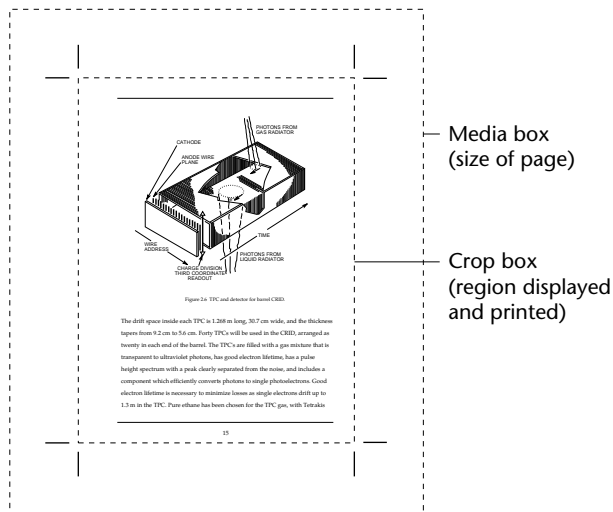 PHOTONS FROM
GAS RADIATOR
CATHODE
ANODE WIRE
PLANE
TIME
WIRE
ADDRESS
PHOTONS FROM
LIQUID RADIATOR
CHARGE DIVISION
THIRD COORDINATE
READOUT
Figure 2.6 TPC and detector for barrel CRID.
The drift space inside each TPC is 1.268 m long, 30.7 cm wide, and the thickness
tapers from 9.2 cm to 5.6 cm. Forty TPCs will be used in the CRID, arranged as
twenty in each end of the barrel. The TPC's are filled with a gas mixture that is
transparent to ultraviolet photons, has good electron lifetime, has a pulse
height spectrum with a peak clearly separated from the noise, and includes a
component which efficiently converts photons to single photoelectrons. Good
electron lifetime is necessary to minimize losses as single electrons drift up to
1.3 m in the TPC. Pure ethane has been chosen for the TPC gas, with Tetrakis
15
Media box
(size of page)
Crop box
(region displayed
and printed)